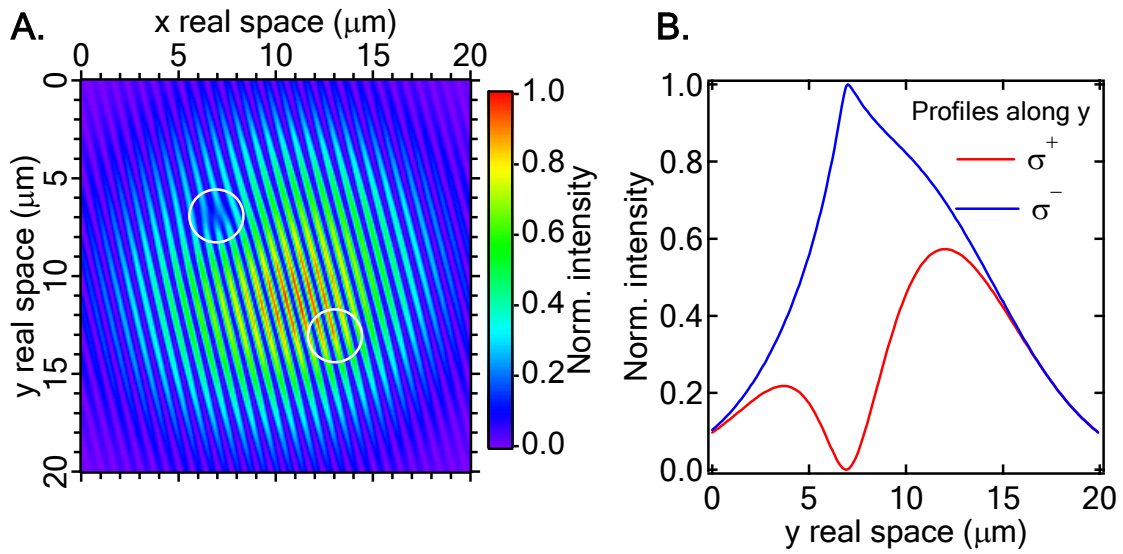 A.
x real space (μm)
0 5 10 15 20
y real space (μm)
0
5
10
15
20
1.0
0.8
0.6
0.4
0.2
0.0
Norm. intensity
B.
Norm. intensity
1.0
0.8
0.6
0.4
0.2
0.0
Profiles along y
σ+
σ−
0 5 10 15 20
y real space (μm)